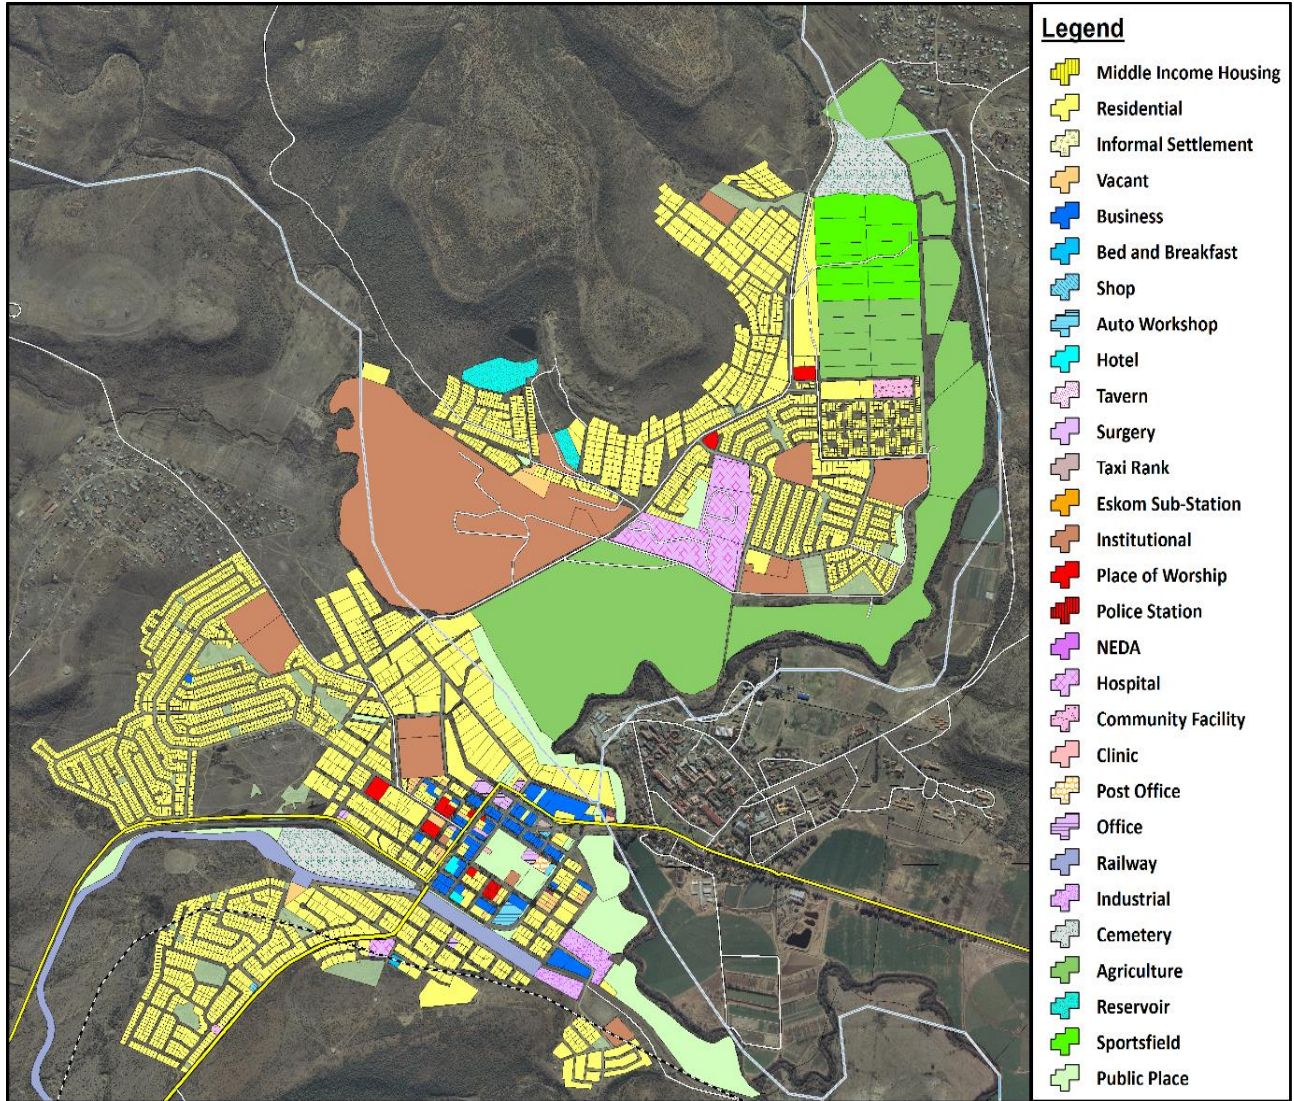 Legend
Middle Income Housing
Residential
Informal Settlement
Vacant
Business
Bed and Breakfast
Shop
Auto Workshop
Hotel
Tavern
Surgery
Taxi Rank
Eskom Sub-Station
Institutional
Place of Worship
Police Station
NEDA
Hospital
Community Facility
Clinic
Post Office
Office
Railway
Industrial
Cemetery
Agriculture
Reservoir
Sportsfield
Public Place